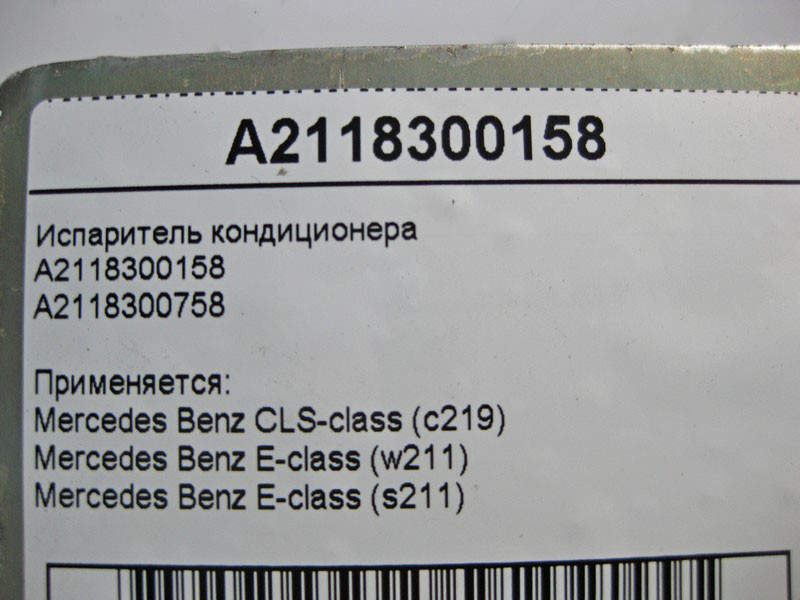 A2118300158
Испаритель кондиционера
A2118300158
A2118300758
Применяется:
Mercedes Benz CLS-class (c219)
Mercedes Benz E-class (w211)
Mercedes Benz E-class (s211)